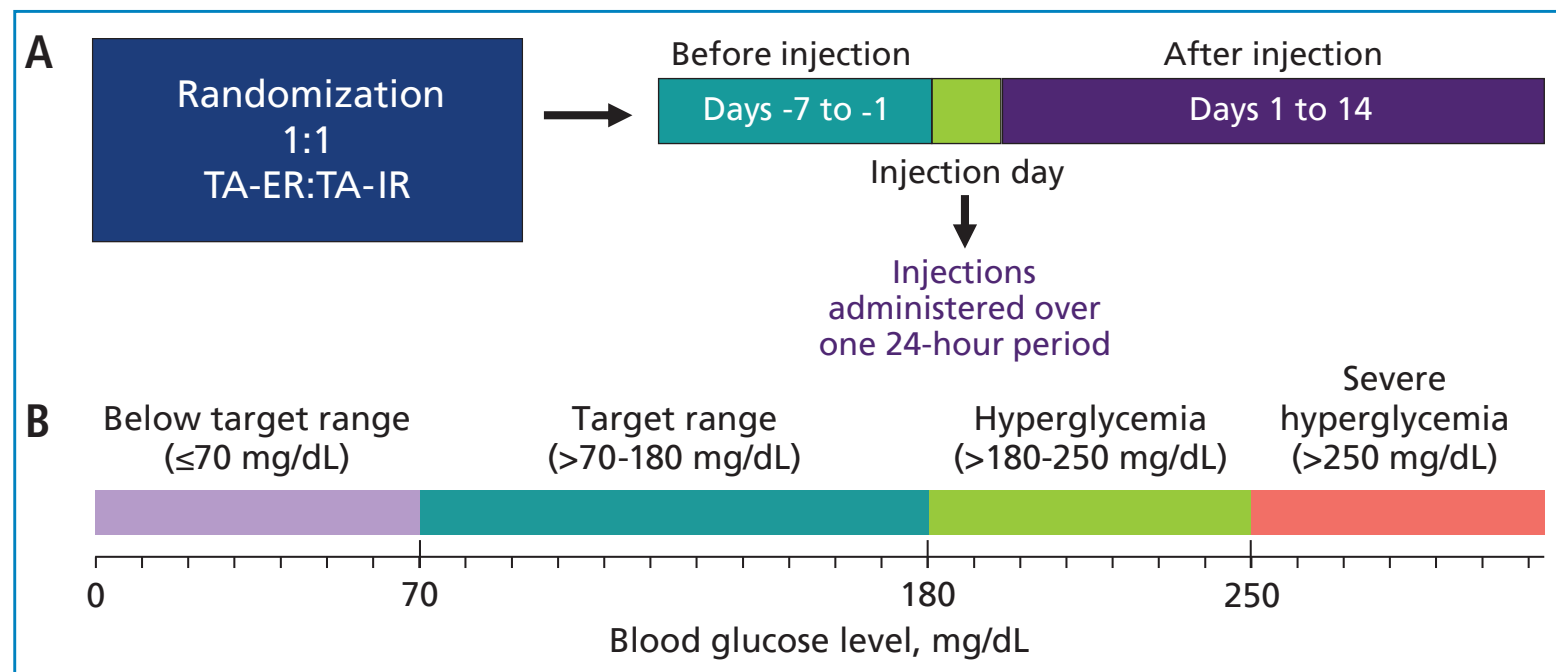 A
Randomization
1:1
TA-ER:TA-IR
Before injection
After injection
Days -7 to -1
Days 1 to 14
Injection day
Injections
administered over
one 24-hour period
B
Below target range
(≤70 mg/dL)
Target range
(>70-180 mg/dL)
Hyperglycemia
(>180-250 mg/dL)
Severe
hyperglycemia
(>250 mg/dL)
0
70
180
250
Blood glucose level, mg/dL